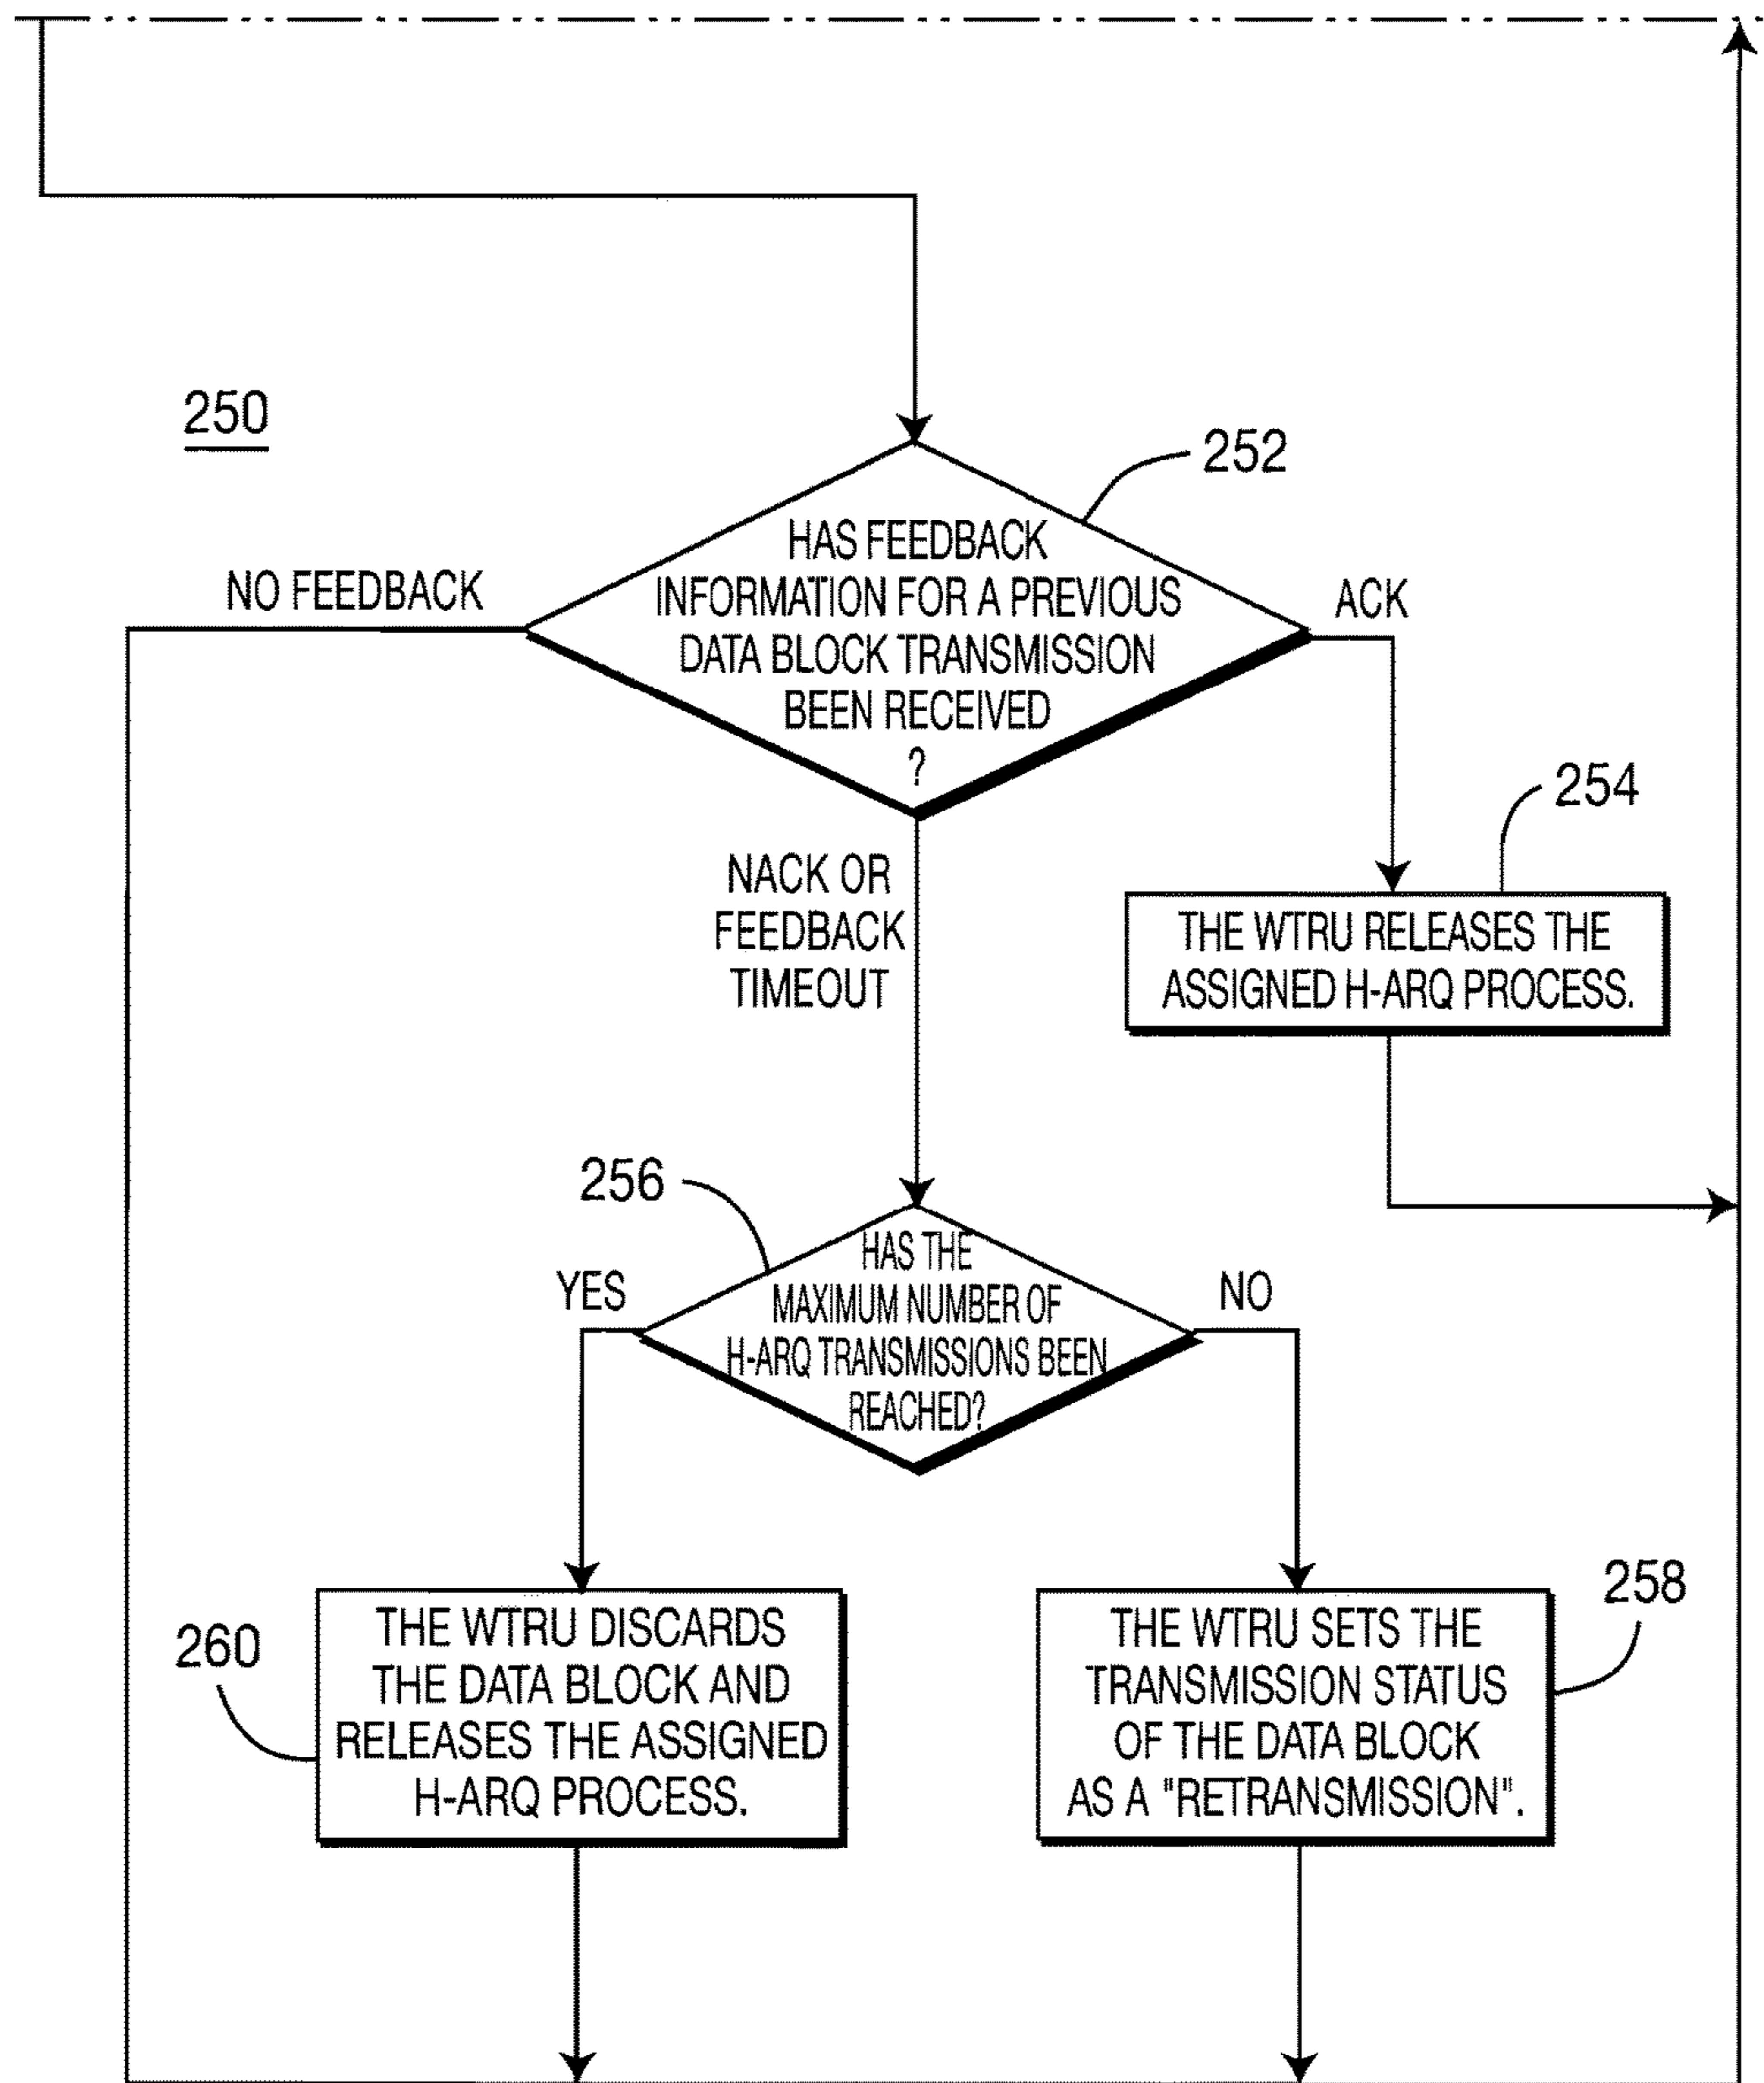 250
252
HAS FEEDBACK
INFORMATION FOR A PREVIOUS
DATA BLOCK TRANSMISSION
BEEN RECEIVED
?
NO FEEDBACK
ACK
254
NACK OR
FEEDBACK
TIMEOUT
THE WTRU RELEASES THE
ASSIGNED H-ARQ PROCESS.
256
HAS THE
MAXIMUM NUMBER OF
H-ARQ TRANSMISSIONS BEEN
REACHED?
YES
NO
260
THE WTRU DISCARDS
THE DATA BLOCK AND
RELEASES THE ASSIGNED
H-ARQ PROCESS.
258
THE WTRU SETS THE
TRANSMISSION STATUS
OF THE DATA BLOCK
AS A "RETRANSMISSION".